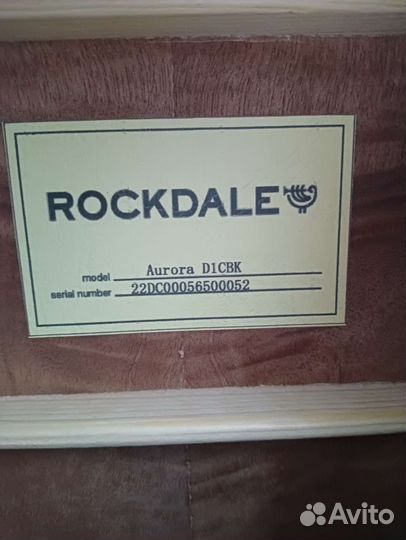 ROCKDALE
model Aurora D1CBK
serial number 22DC00056500052
Avito